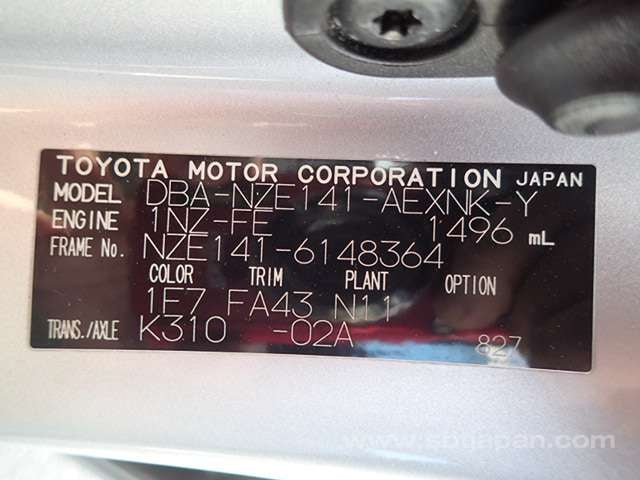 TOYOTA MOTOR CORPORATION JAPAN
MODEL DBA-NZE141-AEXNK-Y
ENGINE 1NZ-FE 1496 mL
FRAME No. NZE141-6148364
COLOR TRIM PLANT OPTION
1E7 FA43 N11
TRANS./AXLE K310 -02A 827
www.sbtjapan.com